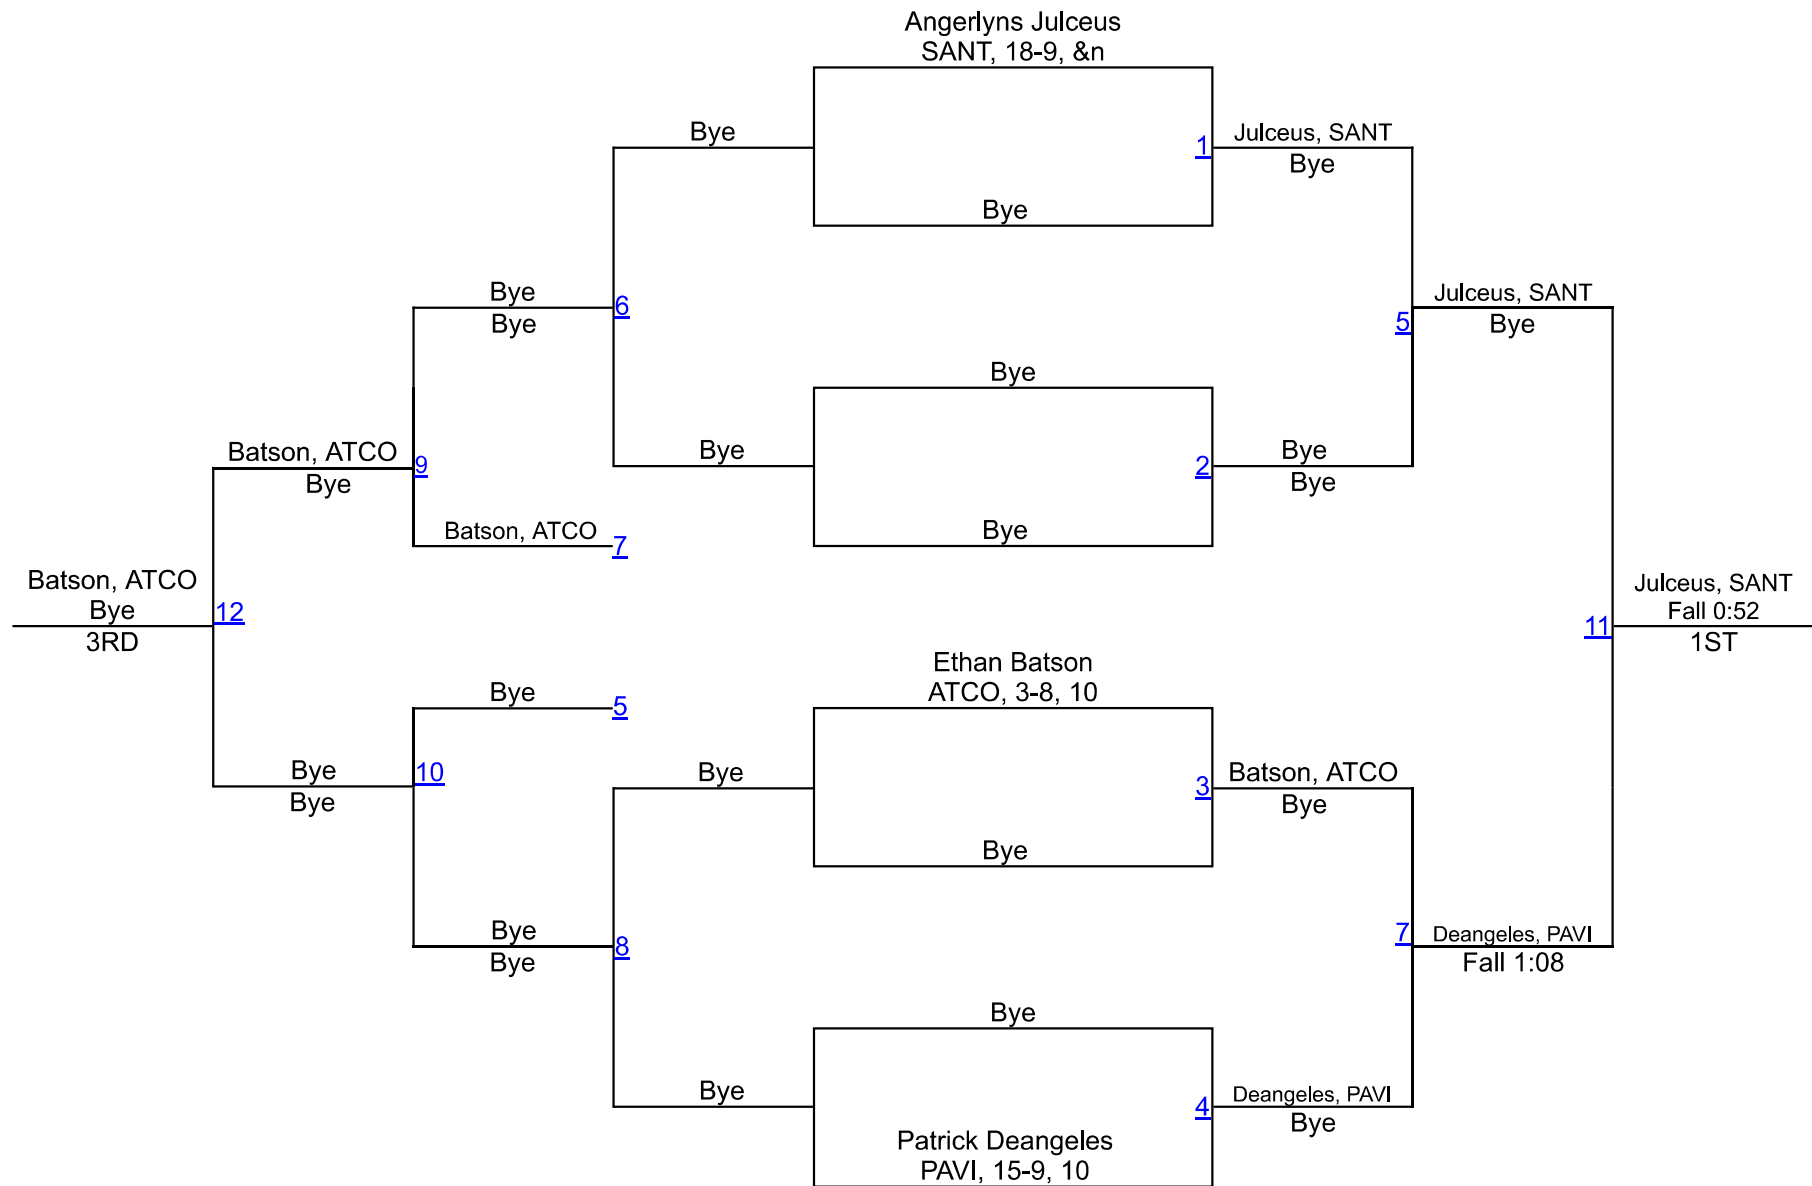 Angerlyns Julceus
SANT, 18-9, &n
Bye
1
Julceus, SANT
Bye
Bye
Bye
Bye
6
Julceus, SANT
5
Bye
Bye
Batson, ATCO
9
Bye
Bye
2
Bye
Bye
Batson, ATCO
7
Bye
Batson, ATCO
Bye
12
3RD
Julceus, SANT
Fall 0:52
11
1ST
Ethan Batson
ATCO, 3-8, 10
Bye
5
Bye
10
Bye
Bye
3
Batson, ATCO
Bye
Bye
Bye
8
Bye
7
Deangeles, PAVI
Fall 1:08
Bye
Bye
4
Deangeles, PAVI
Bye
Patrick Deangeles
PAVI, 15-9, 10